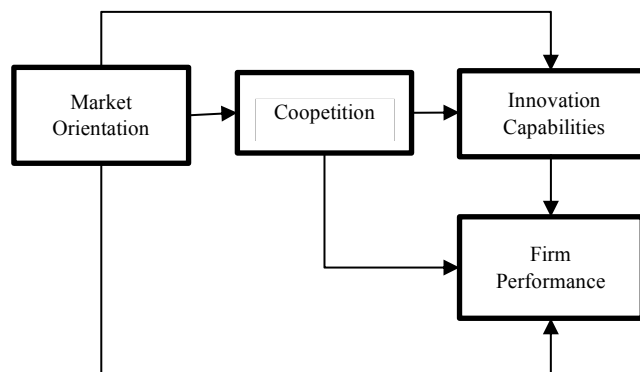 Market
Orientation
Coopetition
Innovation
Capabilities
Firm
Performance